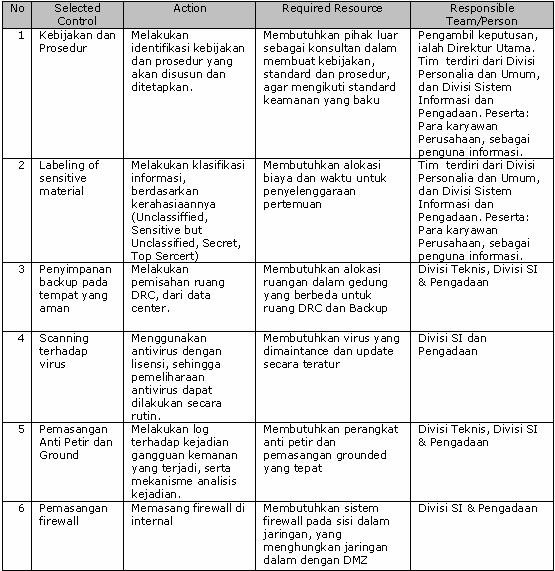 No Selected Control Action Required Resource Responsible Team/Person
1 Kebijakan dan Prosedur
Melakukan
identifikasi kebijakan
dan prosedur yang
akan disusun dan
ditetapkan.
Membutuhkan pihak luar
sebagai konsultan dalam
membuat kebijakan,
standard dan prosedur,
agar mengikuti standard
keamanan yang baku
Pengambil keputusan,
ialah Direktur Utama.
Tim terdiri dari Divisi
Personalia dan Umum,
dan Divisi Sistem
Informasi dan
Pengadaan. Peserta:
Para karyawan
Perusahaan, sebagai
penguna informasi.
2 Labeling of
sensitive
material
Melakukan klasifikasi
informasi,
berdasarkan
kerahasiaannya
(Unclassiffied,
Sensitive but
Unclassified, Secret,
Top Sercert)
Membutuhkan alokasi
biaya dan waktu untuk
penyelenggaraan
pertemuan
Tim terdiri dari Divisi
Personalia dan Umum,
dan Divisi Sistem
Informasi dan
Pengadaan. Peserta:
Para karyawan
Perusahaan, sebagai
penguna informasi.
3 Penyimpanan
backup pada
tempat yang
aman
Melakukan
pemisahan ruang
DRC, dari data
center.
Membutuhkan alokasi
ruangan dalam gedung
yang berbeda untuk
ruang DRC dan Backup
Divisi Teknis, Divisi SI
& Pengadaan
4 Scanning
terhadap
virus
Menggunakan
antivirus dengan
lisensi, sehingga
pemeliharaan
antivirus dapat
dilakukan secara
rutin.
Membutuhkan virus yang
dimaintance dan update
secara teratur
Divisi SI dan
Pengadaan
5 Pemasangan
Anti Petir dan
Ground
Melakukan log
terhadap kejadian
gangguan kemanan
yang terjadi, serta
mekanisme analisis
kejadian.
Membutuhkan perangkat
anti petir dan
pemasangan grounded
yang tepat
Divisi Teknis, Divisi SI
& Pengadaan
6 Pemasangan
firewall
Memasang firewall di
internal
Membutuhkan sistem
firewall pada sisi dalam
jaringan, yang
menghungkan jaringan
dalam dengan DMZ
Divisi SI & Pengadaan